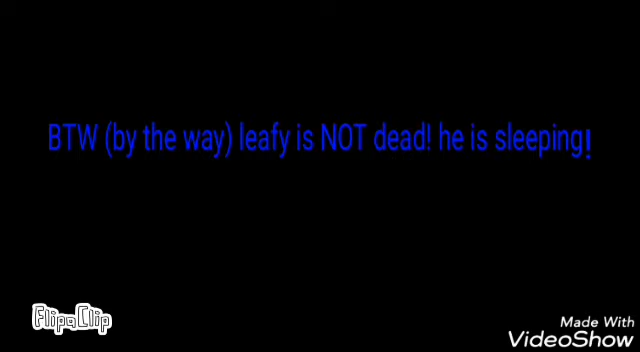 BTW (by the way) leafy is NOT dead! he is sleeping!
FlipaClip
Made With
VideoShow